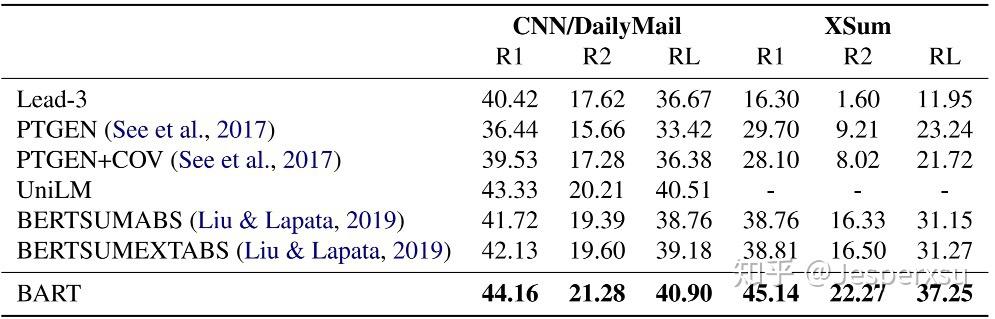 CNN/DailyMail XSum
R1 R2 RL R1 R2 RL
Lead-3 40.42 17.62 36.67 16.30 1.60 11.95
PTGEN (See et al., 2017) 36.44 15.66 33.42 29.70 9.21 23.24
PTGEN+COV (See et al., 2017) 39.53 17.28 36.38 28.10 8.02 21.72
UniLM 43.33 20.21 40.51 - - -
BERTSUMABS (Liu & Lapata, 2019) 41.72 19.39 38.76 38.76 16.33 31.15
BERTSUMEXTABS (Liu & Lapata, 2019) 42.13 19.60 39.18 38.81 16.50 31.27
知乎 @Jesperxsu
BART 44.16 21.28 40.90 45.14 22.27 37.25